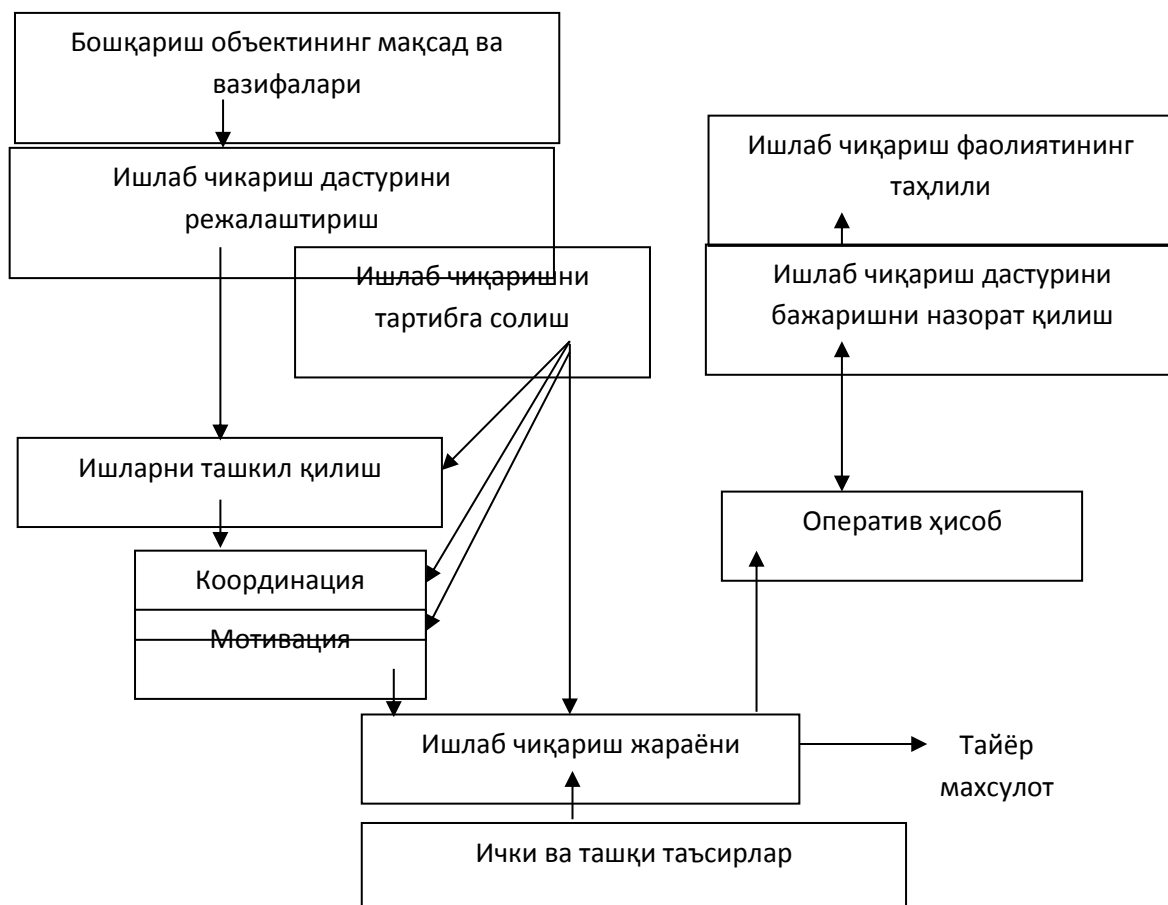 Бошқариш объектининг мақсад ва
вазифалари
Ишлаб чикариш дастурини
режалаштириш
Ишлаб чиқаришни
тартибга солиш
Ишлаб чиқариш фаолиятининг
таҳлили
Ишлаб чиқариш дастурини
бажаришни назорат қилиш
Ишларни ташкил қилиш
Оператив ҳисоб
Координация
Мотивация
Ишлаб чиқариш жараёни
Тайёр
махсулот
Ички ва ташқи таъсирлар